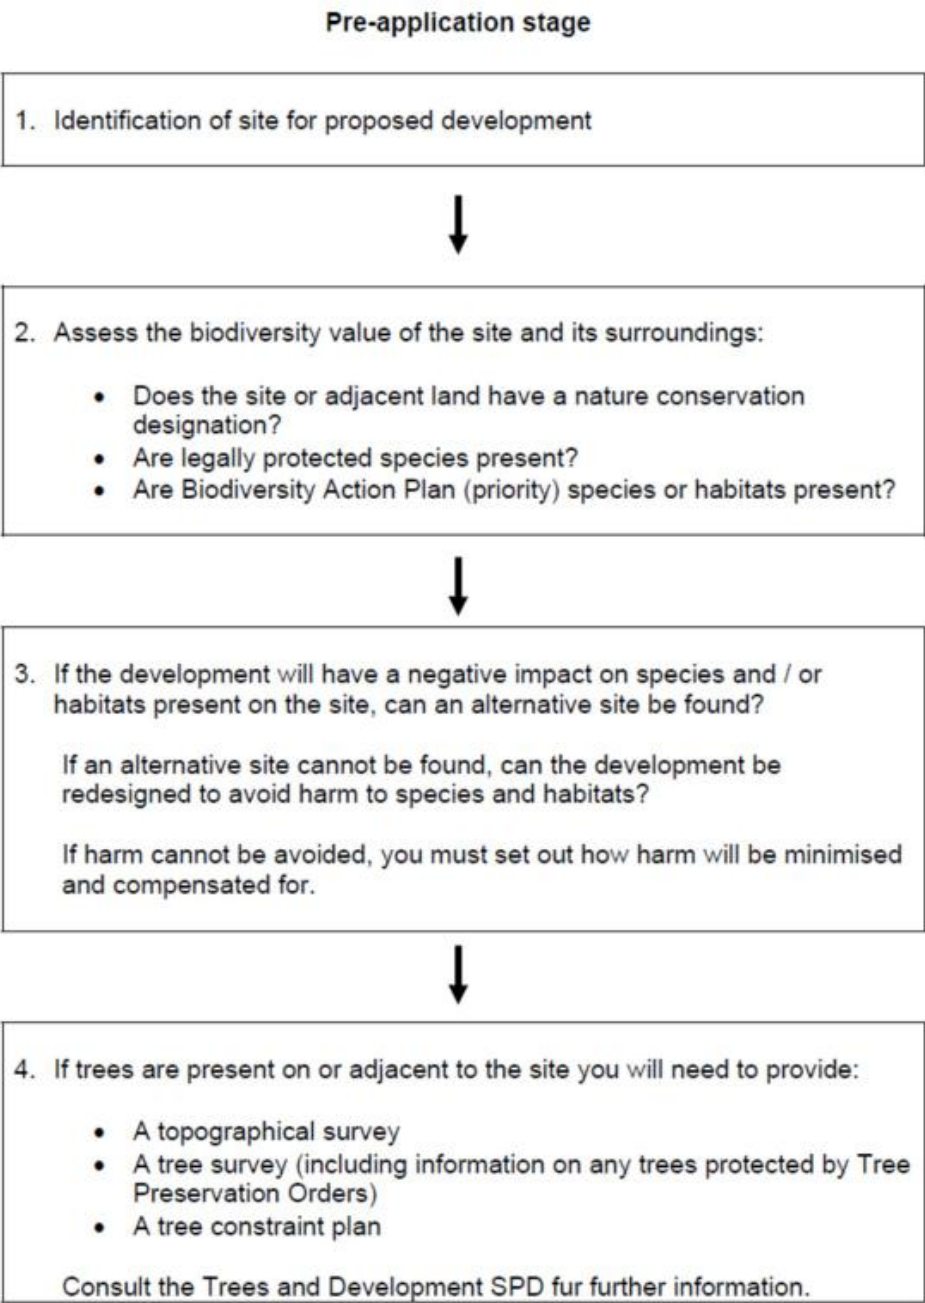 Pre-application stage
1. Identification of site for proposed development
2. Assess the biodiversity value of the site and its surroundings:
• Does the site or adjacent land have a nature conservation
designation?
• Are legally protected species present?
• Are Biodiversity Action Plan (priority) species or habitats present?
3. If the development will have a negative impact on species and / or
habitats present on the site, can an alternative site be found?
If an alternative site cannot be found, can the development be
redesigned to avoid harm to species and habitats?
If harm cannot be avoided, you must set out how harm will be minimised
and compensated for.
4. If trees are present on or adjacent to the site you will need to provide:
• A topographical survey
• A tree survey (including information on any trees protected by Tree
Preservation Orders)
• A tree constraint plan
Consult the Trees and Development SPD fur further information.